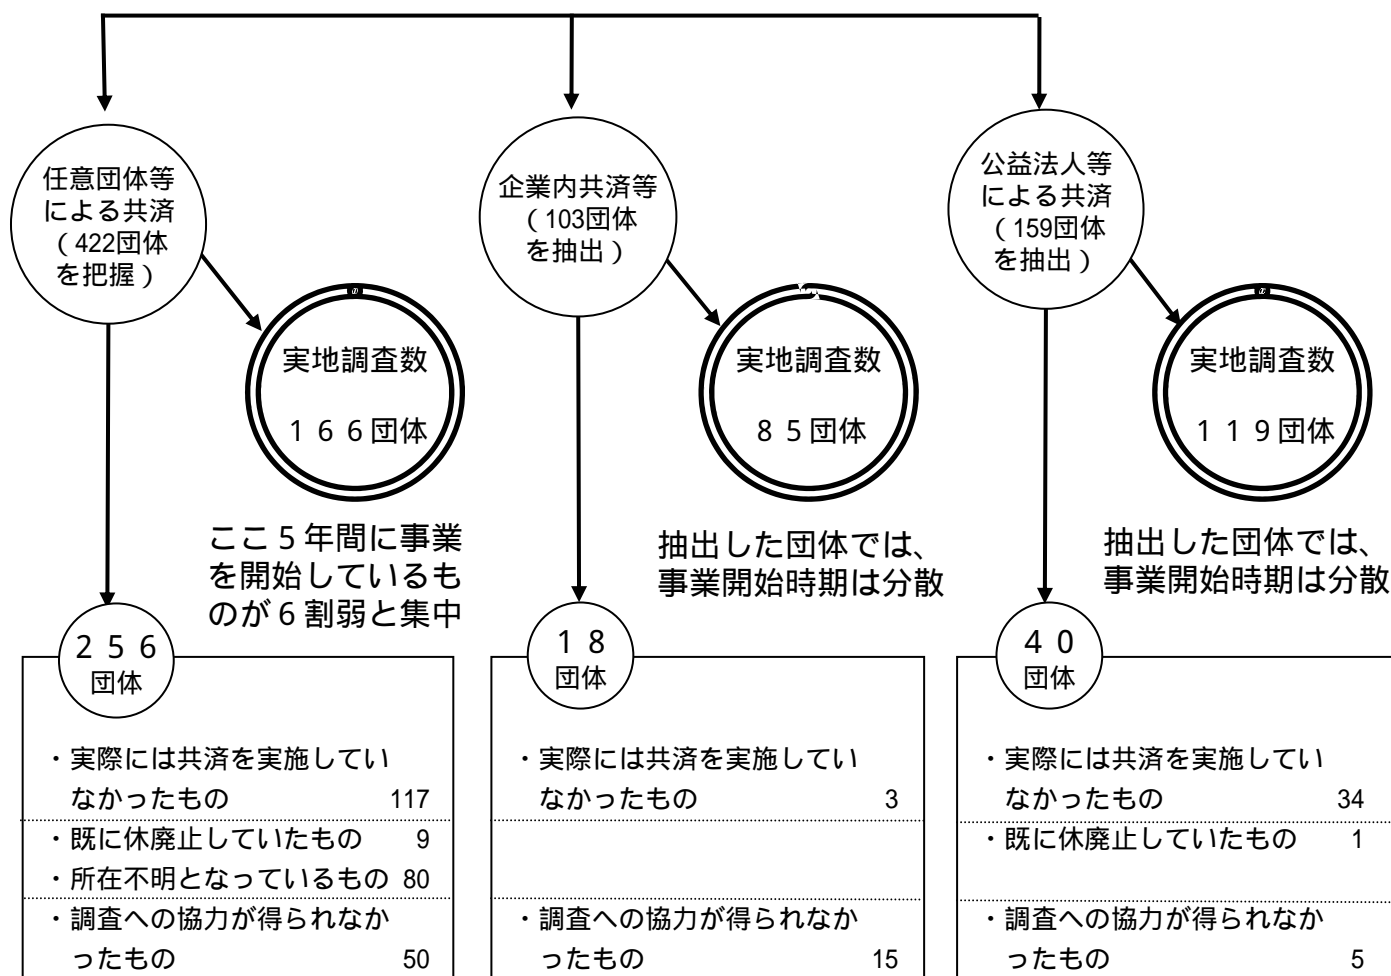 任意団体等
による共済
（422団体
を把握）
企業内共済等
（103団体
を抽出）
公益法人等
による共済
（159団体
を抽出）
実地調査数
１６６団体
実地調査数
８５団体
実地調査数
１１９団体
ここ５年間に事業
を開始しているも
のが６割弱と集中
抽出した団体では、
事業開始時期は分散
抽出した団体では、
事業開始時期は分散
２５６
団体
・実際には共済を実施してい
なかったもの 117
・既に休廃止していたもの 9
・所在不明となっているもの 80
・調査への協力が得られなか
ったもの 50
１８
団体
・実際には共済を実施してい
なかったもの 3
・調査への協力が得られなか
ったもの 15
４０
団体
・実際には共済を実施してい
なかったもの 34
・既に休廃止していたもの 1
・調査への協力が得られなか
ったもの 5